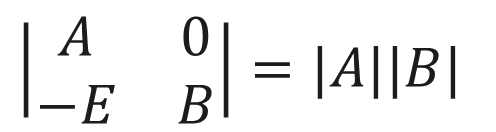 | A 0 |
| −E B | = |A||B|